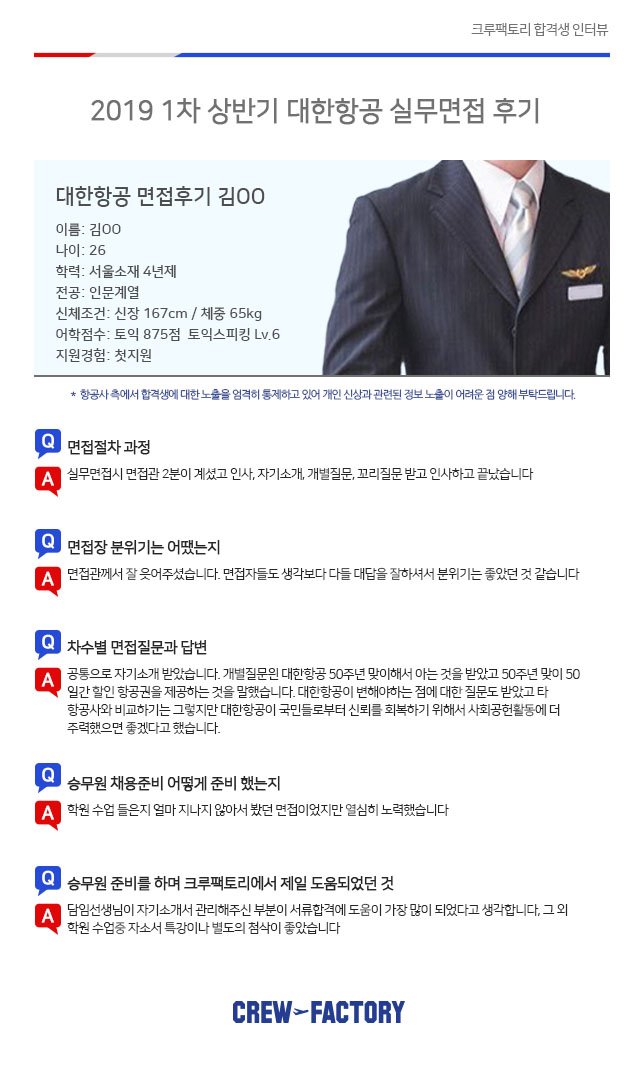 크루팩토리 합격생 인터뷰
2019 1차 상반기 대한항공 실무면접 후기
대한항공 면접후기 김OO
이름: 김OO
나이: 26
학력: 서울소재 4년제
전공: 인문계열
신체조건: 신장 167cm / 체중 65kg
어학점수: 토익 875점 토익스피킹 Lv.6
지원경험: 첫지원
* 항공사 측에서 합격생에 대한 노출을 엄격히 통제하고 있어 개인 신상과 관련된 정보 노출이 어려운 점 양해 부탁드립니다.
Q 면접절차 과정
A 실무면접시 면접관 2분이 계셨고 인사, 자기소개, 개별질문, 꼬리질문 받고 인사하고 끝났습니다
Q 면접장 분위기는 어땠는지
A 면접관께서 잘 웃어주셨습니다. 면접자들도 생각보다 다들 대답을 잘하셔서 분위기는 좋았던 것 같습니다
Q 차수별 면접질문과 답변
A 공통으로 자기소개 받았습니다. 개별질문읜 대한항공 50주년 맞이해서 아는 것을 받았고 50주년 맞이 50
일간 할인 항공권을 제공하는 것을 말했습니다. 대한항공이 변해야하는 점에 대한 질문도 받았고 타
항공사와 비교하기는 그렇지만 대한항공이 국민들로부터 신뢰를 회복하기 위해서 사회공헌활동에 더
주력했으면 좋겠다고 했습니다.
Q 승무원 채용준비 어떻게 준비 했는지
A 학원 수업 들은지 얼마 지나지 않아서 봤던 면접이었지만 열심히 노력했습니다
Q 승무원 준비를 하며 크루팩토리에서 제일 도움되었던 것
A 담임선생님이 자기소개서 관리해주신 부분이 서류합격에 도움이 가장 많이 되었다고 생각합니다, 그 외
학원 수업중 자소서 특강이나 별도의 첨삭이 좋았습니다
CREW FACTORY